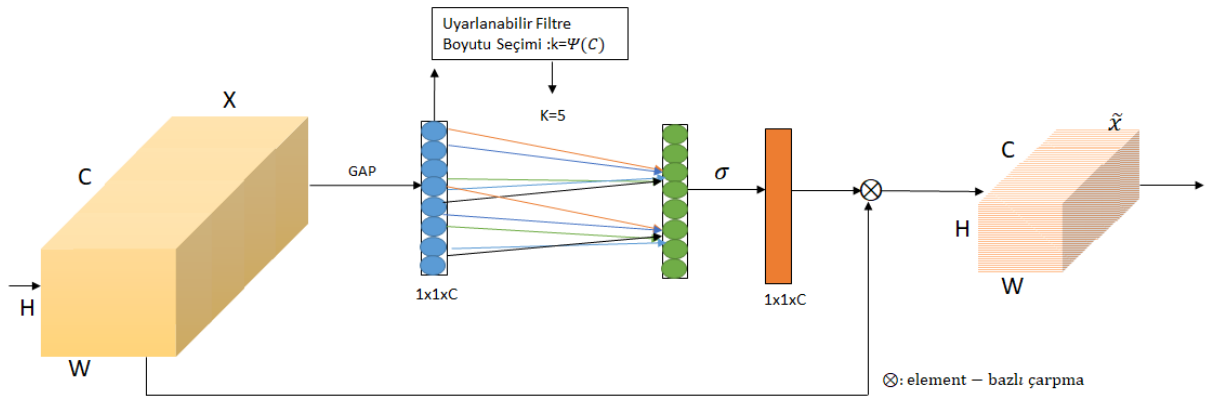 Uyarlanabilir Filtre
Boyutu Seçimi :k=Ψ(C)
K=5
X
C
H
W
GAP
1x1xC
σ
1x1xC
⊗
x̃
C
H
W
⊗: element − bazlı çarpma